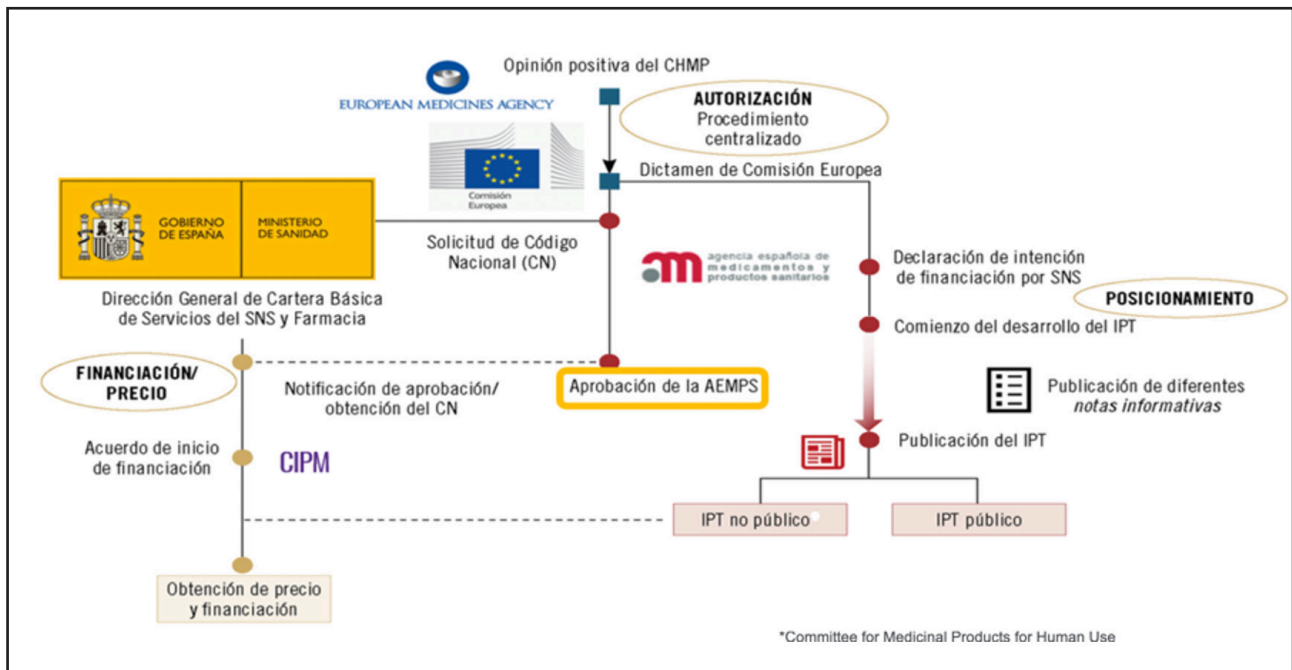 Opinión positiva del CHMP
EUROPEAN MEDICINES AGENCY
AUTORIZACIÓN
Procedimiento
centralizado
Comisión
Europea
Dictamen de Comisión Europea
GOBIERNO
DE ESPAÑA
MINISTERIO
DE SANIDAD
Solicitud de Código
Nacional (CN)
agencia española de
medicamentos y
productos sanitarios
Declaración de intención
de financiación por SNS
POSICIONAMIENTO
Dirección General de Cartera Básica
de Servicios del SNS y Farmacia
Comienzo del desarrollo del IPT
FINANCIACIÓN/
PRECIO
Notificación de aprobación/
obtención del CN
Aprobación de la AEMPS
Publicación de diferentes
notas informativas
Acuerdo de inicio
de financiación
CIPM
Publicación del IPT
IPT no público
IPT público
Obtención de precio
y financiación
*Committee for Medicinal Products for Human Use